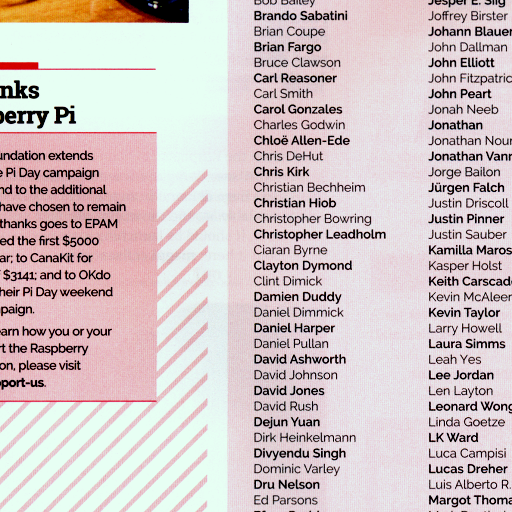 nks
berry Pi
undation extends
e Pi Day campaign
nd to the additional
have chosen to remain
thanks goes to EPAM
ed the first $5000
ar; to CanaKit for
$3141; and to OKdo
heir Pi Day weekend
paign.
earn how you or your
rt the Raspberry
on, please visit
port-us.
Bob Bailey
Brando Sabatini
Brian Coupe
Brian Fargo
Bruce Clawson
Carl Reasoner
Carl Smith
Carol Gonzales
Charles Godwin
Chloë Allen-Ede
Chris DeHut
Chris Kirk
Christian Bechheim
Christian Hiob
Christopher Bowring
Christopher Leadholm
Ciaran Byrne
Clayton Dymond
Clint Dimick
Damien Duddy
Daniel Dimmick
Daniel Harper
Daniel Pullan
David Ashworth
David Johnson
David Jones
David Rush
Dejun Yuan
Dirk Heinkelmann
Divyendu Singh
Dominic Varley
Dru Nelson
Ed Parsons
Jesper E. Siig
Joffrey Birster
Johann Blauer
John Dallman
John Elliott
John Fitzpatric
John Peart
Jonah Neeb
Jonathan
Jonathan Nour
Jonathan Vann
Jorge Bailon
Jürgen Falch
Justin Driscoll
Justin Pinner
Justin Sauber
Kamilla Maros
Kasper Holst
Keith Carscad
Kevin McAleer
Kevin Taylor
Larry Howell
Laura Simms
Leah Yes
Lee Jordan
Len Layton
Leonard Wong
Linda Goetze
LK Ward
Luca Campisi
Lucas Dreher
Luis Alberto R.
Margot Thoma